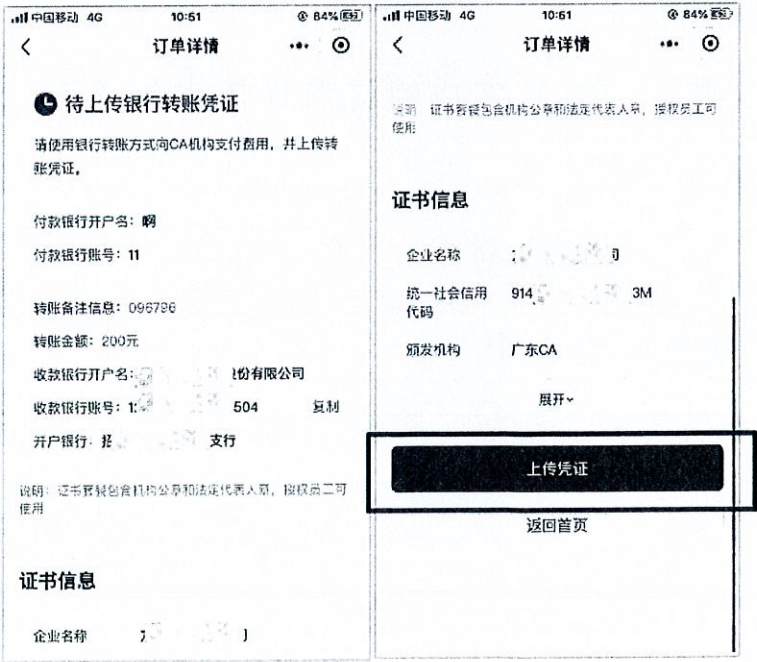 中国移动 4G 10:51 84%
订单详情
待上传银行转账凭证
请使用银行转账方式向CA机构支付费用，并上传转
账凭证。
付款银行开户名：啊
付款银行账号：11
转账备注信息：096796
转账金额：200元
收款银行开户名： 股份有限公司
收款银行账号：1 504 复制
开户银行：招 支行
说明：证书套餐包含机构公章和法定代表人章，授权员工可
使用
证书信息
企业名称
中国移动 4G 10:51 84%
订单详情
说明：证书套餐包含机构公章和法定代表人章，授权员工可
使用
证书信息
企业名称 司
统一社会信用 914 3M
代码
颁发机构 广东CA
展开
上传凭证
返回首页